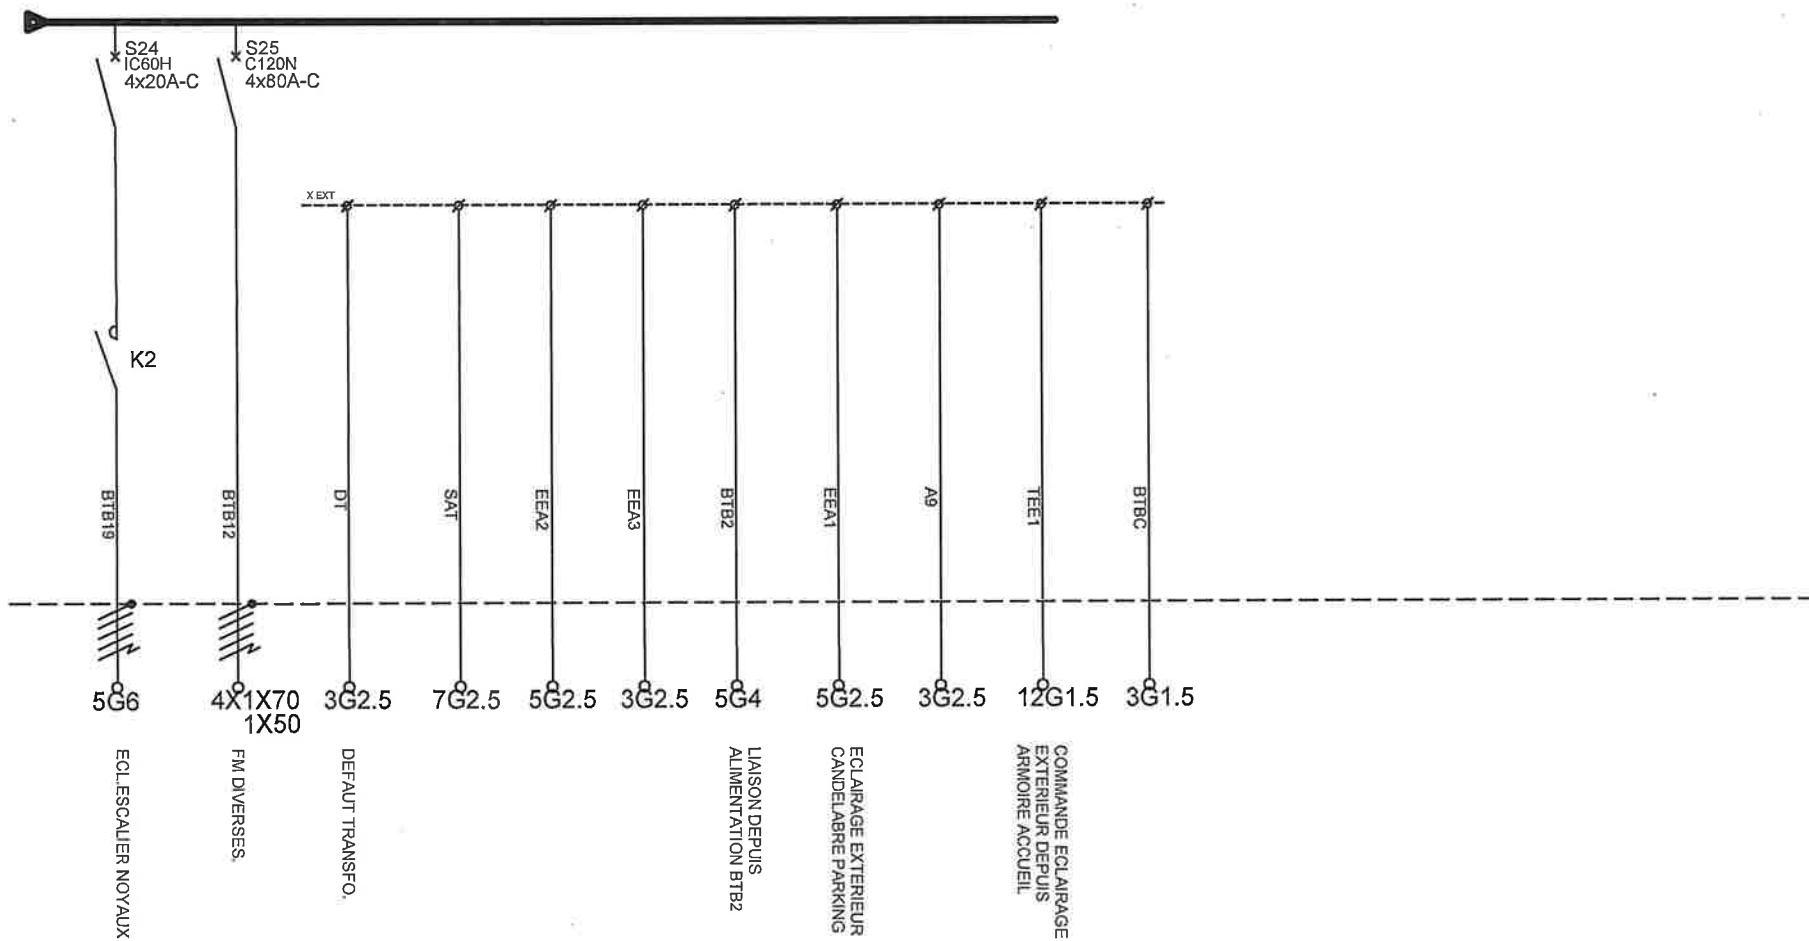 S24
IC60H
4x20A-C
S25
C120N
4x80A-C
X EXT
K2
BTB19
BTB12
DT
SAT
EEA2
EEA3
BTB2
EEA1
A9
TEE1
BTBC
5G6
4X1X70
1X50
3G2.5
7G2.5
5G2.5
3G2.5
5G4
5G2.5
3G2.5
12G1.5
3G1.5
ECL.ESCALIER NOYAUX
FM DIVERSES.
DEFAUT TRANSFO.
LIAISON DEPUIS
ALIMENTATION BTB2
ECLAIRAGE EXTERIEUR
CANDELABRE PARKING
COMMANDE ECLAIRAGE
EXTERIEUR DEPUIS
ARMOIRE ACCUEIL